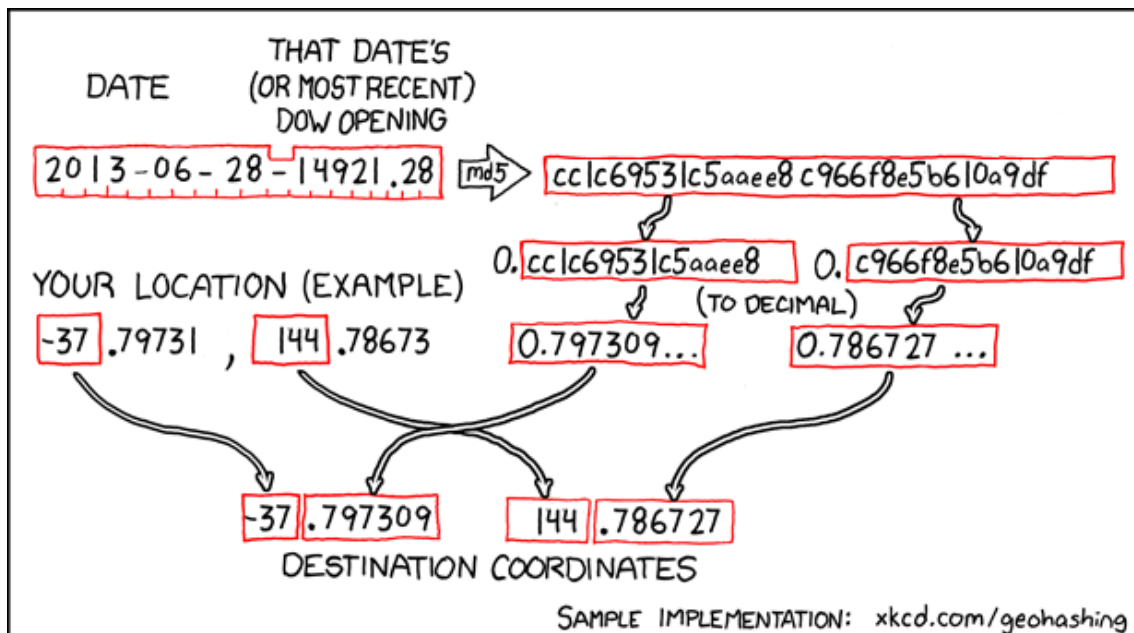 DATE
THAT DATE'S
(OR MOST RECENT)
DOW OPENING
2013-06-28-14921.28
md5
cc1c69531c5aaee8c966f8e5b610a9df
0.cc1c69531c5aaee8
0.c966f8e5b610a9df
YOUR LOCATION (EXAMPLE)
(TO DECIMAL)
-37.79731, 144.78673
0.797309...
0.786727...
-37.797309
144.786727
DESTINATION COORDINATES
SAMPLE IMPLEMENTATION: xkcd.com/geohashing